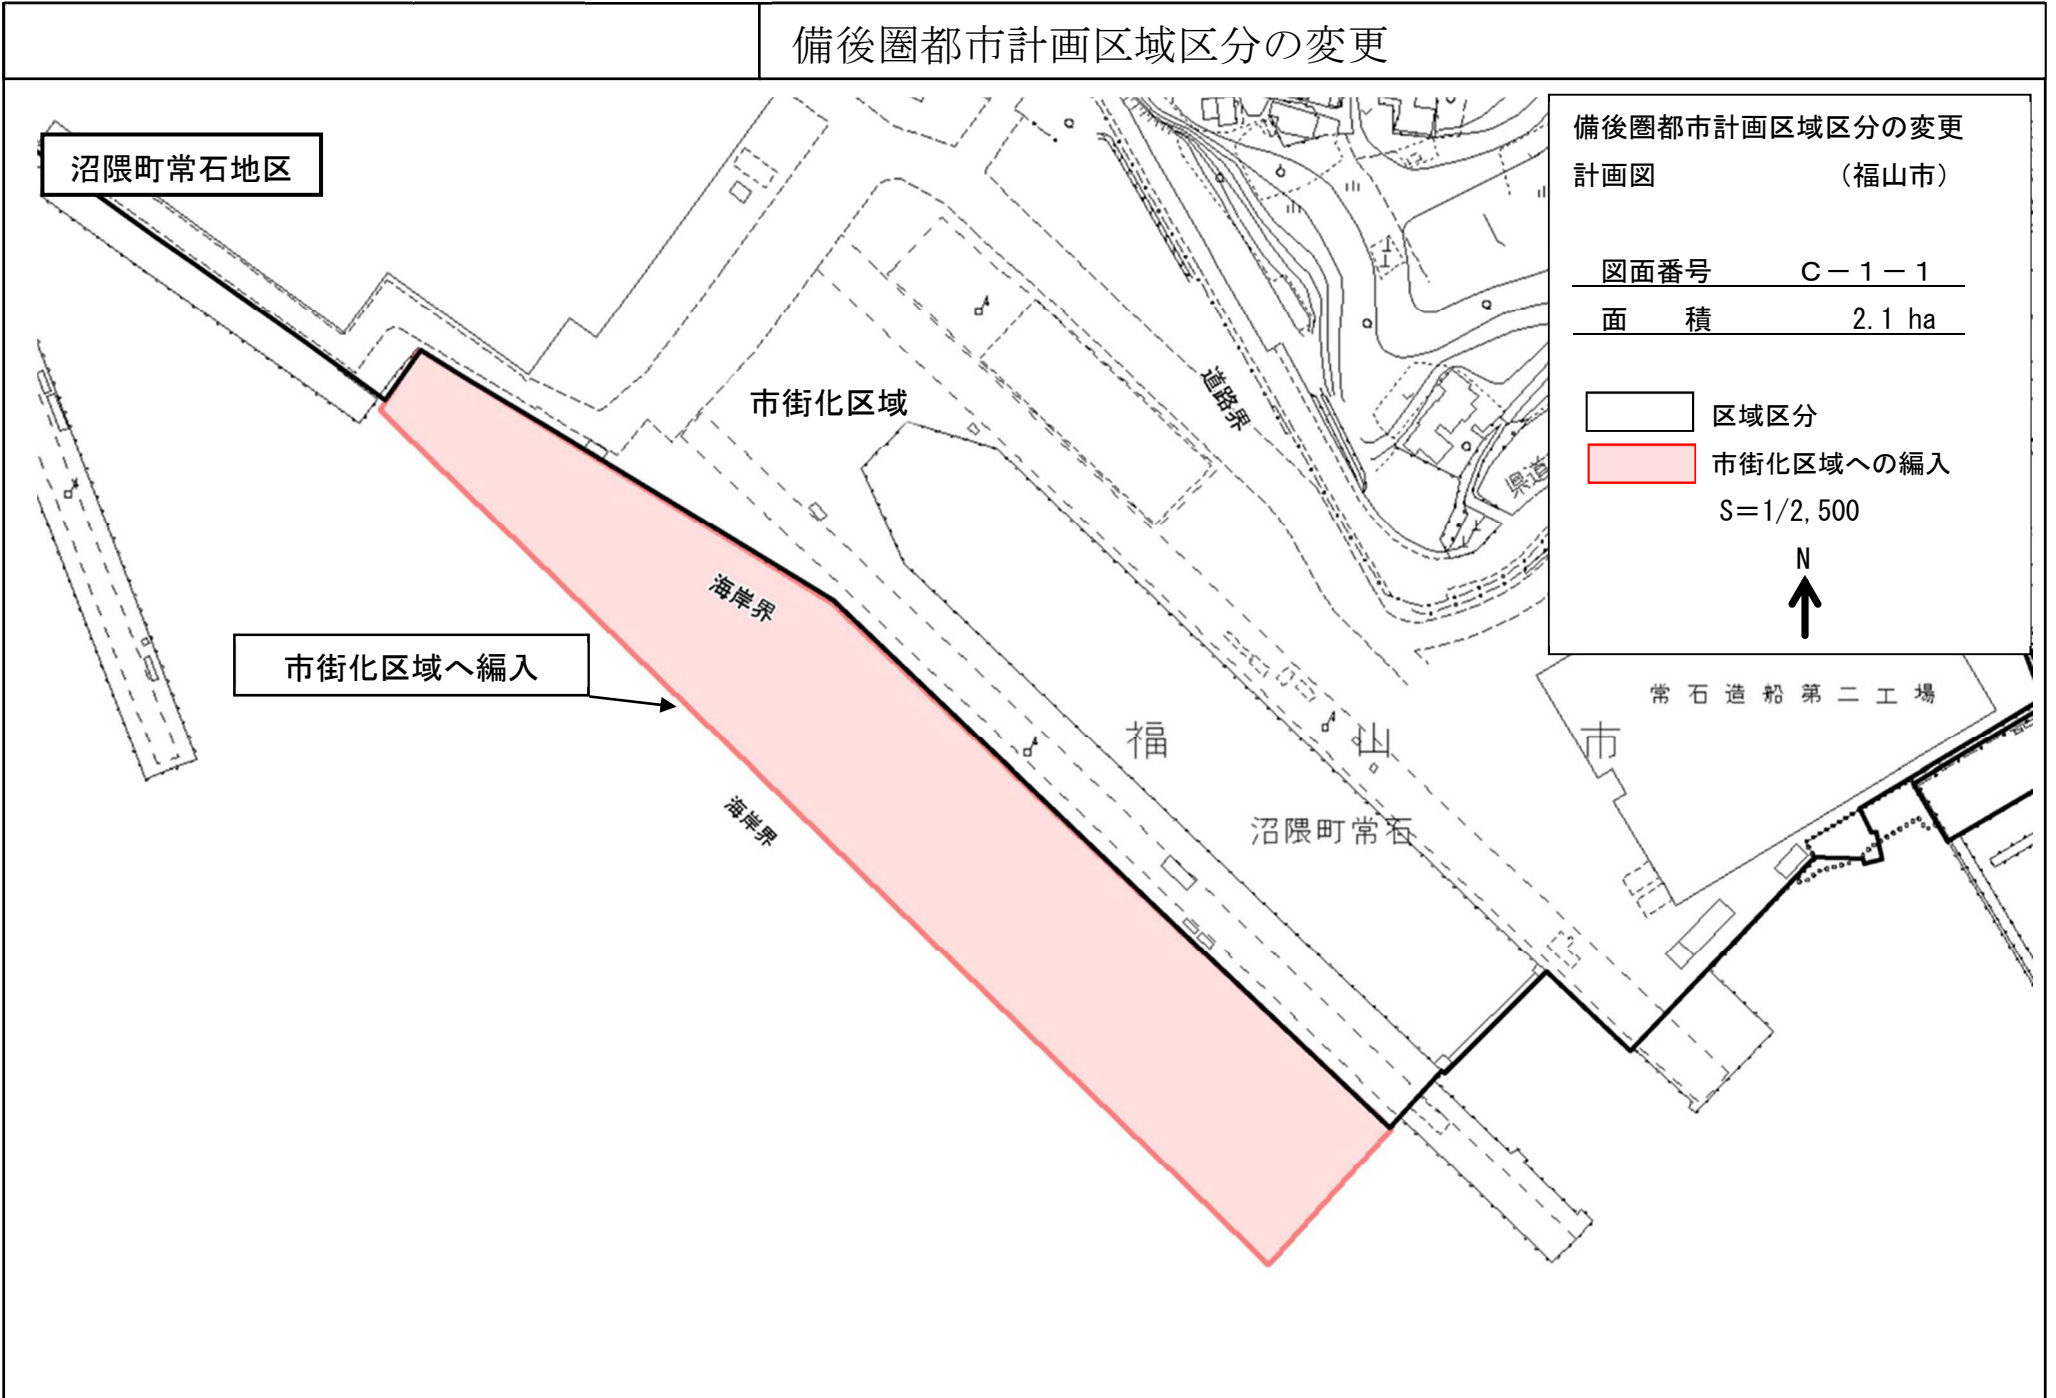 備後圏都市計画区域区分の変更
沼隈町常石地区
備後圏都市計画区域区分の変更
計画図 （福山市）
図面番号 Ｃ－１－１
面 積 2.1 ha
区域区分
市街化区域への編入
S＝1/2,500
N
市街化区域
道路界
県道
海岸界
市街化区域へ編入
海岸界
常石造船第二工場
福山市
沼隈町常石